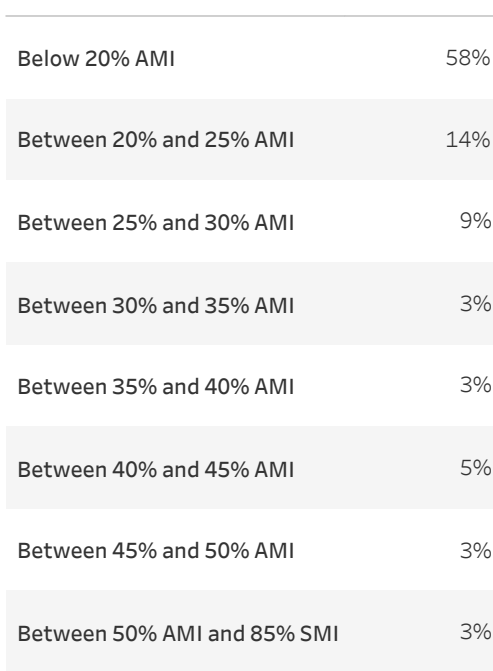 Below 20% AMI 58%
Between 20% and 25% AMI 14%
Between 25% and 30% AMI 9%
Between 30% and 35% AMI 3%
Between 35% and 40% AMI 3%
Between 40% and 45% AMI 5%
Between 45% and 50% AMI 3%
Between 50% AMI and 85% SMI 3%